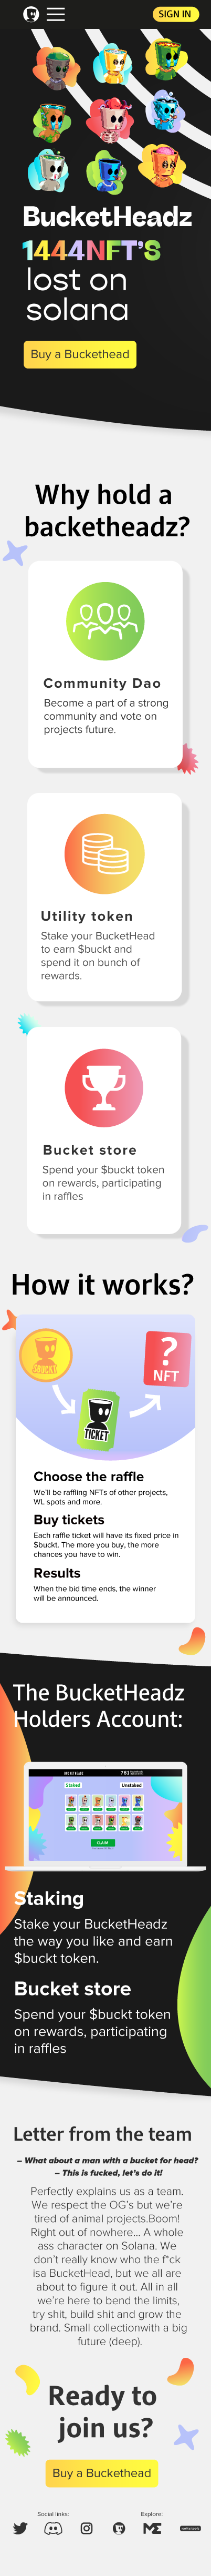 SIGN IN
BucketHeadz
1444NFT'S
lost on
solana
Buy a Buckethead
Why hold a
backetheadz?
Community Dao
Become a part of a strong
community and vote on
projects future.
Utility token
Stake your BucketHead
to earn $buckt and
spend it on bunch of
rewards.
Bucket store
Spend your $buckt token
on rewards, participating
in raffles
How it works?
$BUCKT
TICKET
?
NFT
Choose the raffle
We'll be raffling NFTs of other projects,
WL spots and more.
Buy tickets
Each raffle ticket will have its fixed price in
$buckt. The more you buy, the more
chances you have to win.
Results
When the bid time ends, the winner
will be announced.
The BucketHeadz
Holders Account:
BUCKETHEADZ
781
Staked
Unstaked
CLAIM
Staking
Stake your BucketHeadz
the way you like and earn
$buckt token.
Bucket store
Spend your $buckt token
on rewards, participating
in raffles
Letter from the team
– What about a man with a bucket for head?
– This is fucked, let's do it!
Perfectly explains us as a team.
We respect the OG's but we're
tired of animal projects.Boom!
Right out of nowhere... A whole
ass character on Solana. We
don't really know who the f*ck
isa BucketHead, but we all are
about to figure it out. All in all
we're here to bend the limits,
try shit, build shit and grow the
brand. Small collectionwith a big
future (deep).
Ready to
join us?
Buy a Buckethead
Social links:
Explore: